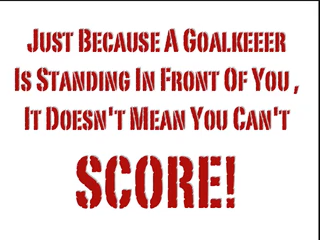 Just Because A Goalkeeer
Is Standing In Front Of You ,
It Doesn't Mean You Can't
SCORE!